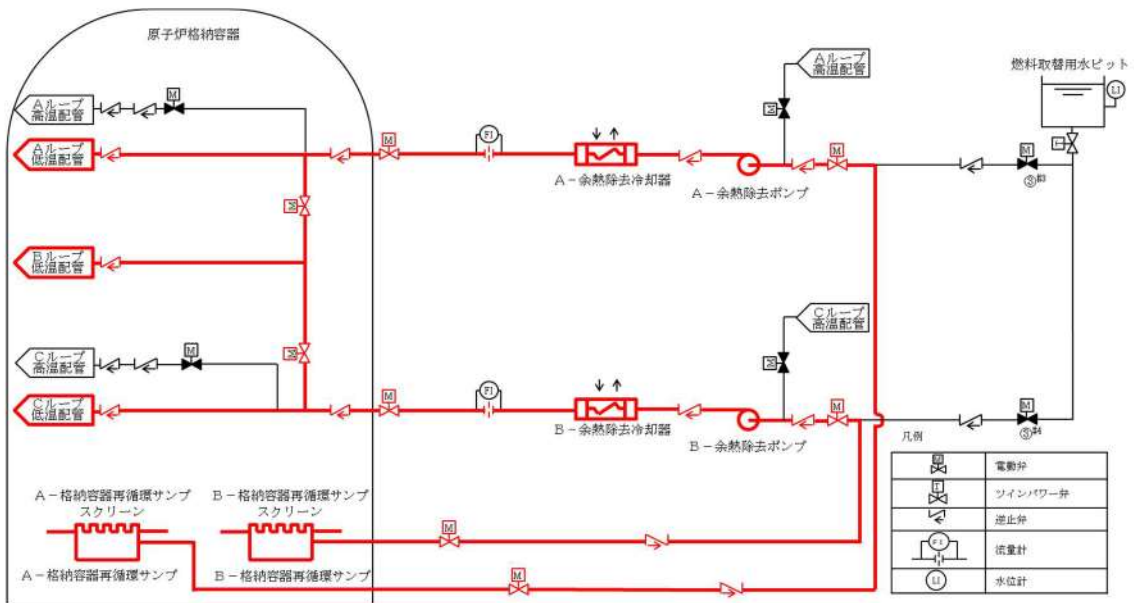 原子炉格納容器
Aループ
高温配管
燃料取替用水ピット
LI
Aループ
高温配管
M
M
T
Aループ
低温配管
M
FI
M
M
A-余熱除去冷却器
A-余熱除去ポンプ
③
M
Bループ
低温配管
Cループ
高温配管
Cループ
高温配管
M
M
M
Cループ
低温配管
M
FI
M
M
B-余熱除去冷却器
B-余熱除去ポンプ
③
凡例
M
電動弁
T
ツインパワー弁
逆止弁
FI
流量計
LI
水位計
A-格納容器再循環サンプ
スクリーン
B-格納容器再循環サンプ
スクリーン
M
A-格納容器再循環サンプ
B-格納容器再循環サンプ
M